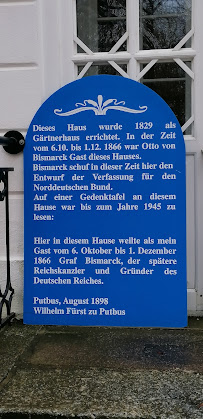 Dieses Haus wurde 1829 als
Gärtnerhaus errichtet. In der Zeit
vom 6.10. bis 1.12. 1866 war Otto von
Bismarck Gast dieses Hauses.
Bismarck schuf in dieser Zeit hier den
Entwurf der Verfassung für den
Norddeutschen Bund.
Auf einer Gedenktafel an diesem
Hause war bis zum Jahre 1945 zu
lesen:
Hier in diesem Hause weilte als mein
Gast vom 6. Oktober bis 1. Dezember
1866 Graf Bismarck, der spätere
Reichskanzler und Gründer des
Deutschen Reiches.
Putbus, August 1898
Wilhelm Fürst zu Putbus